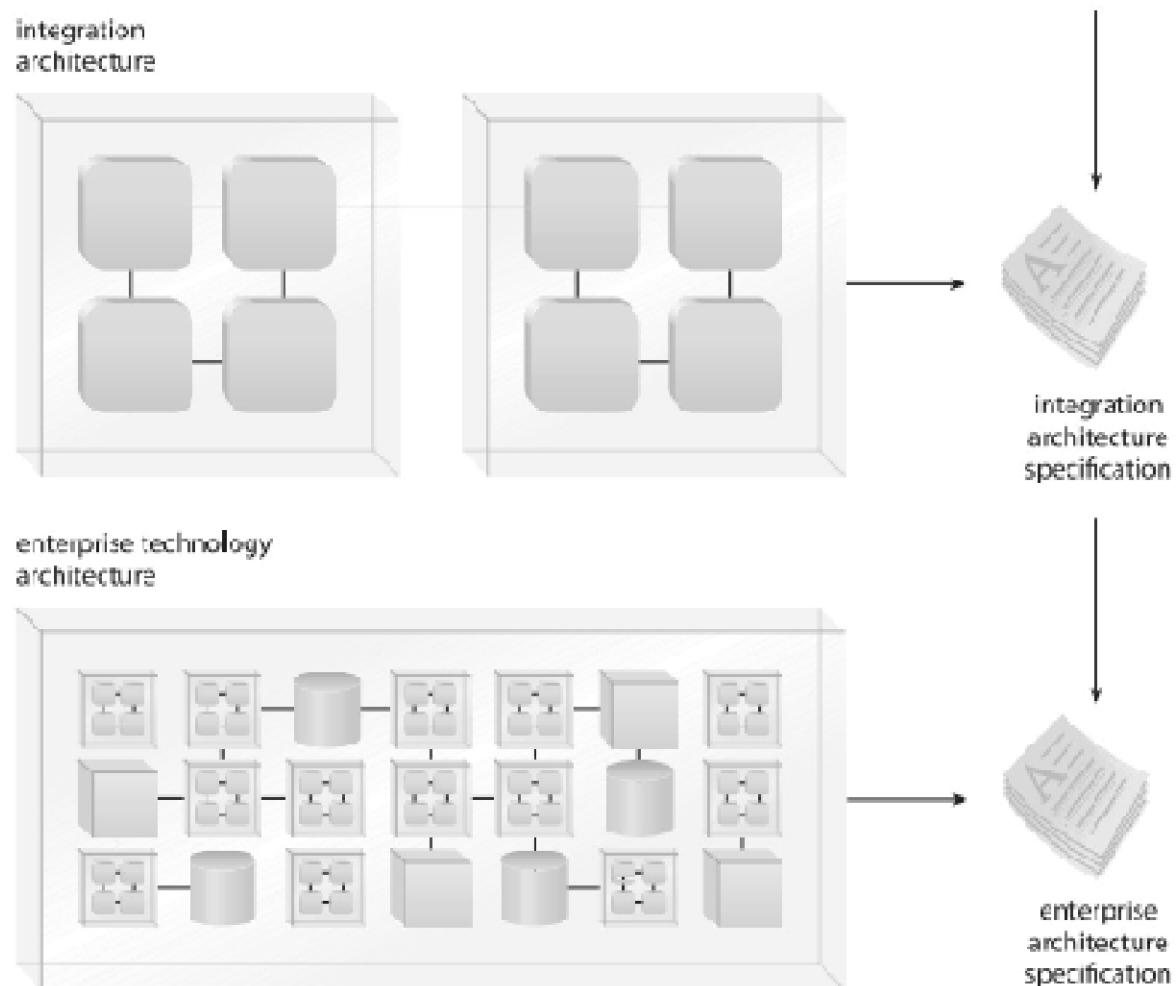 integration
architecture
integration
architecture
specification
enterprise technology
architecture
enterprise
architecture
specification